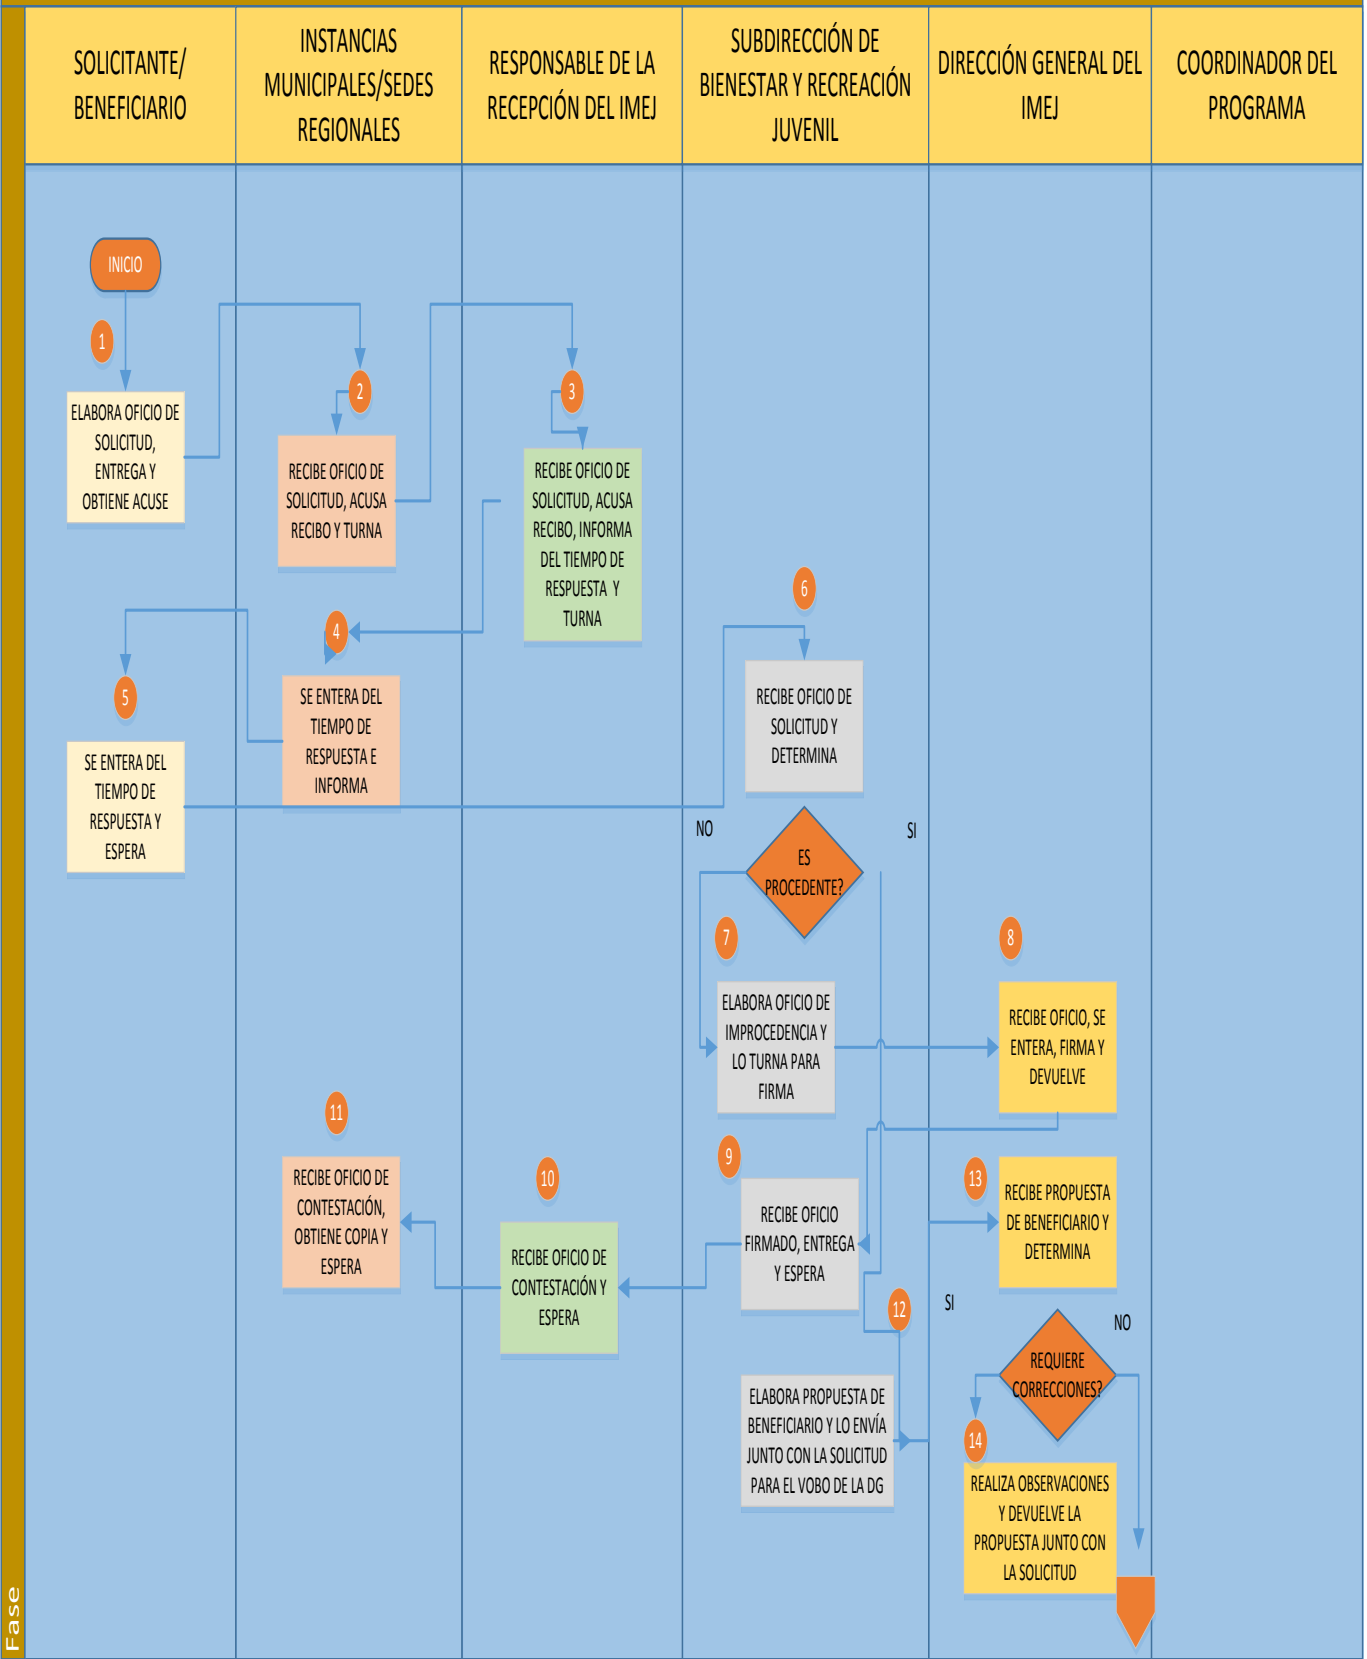 SOLICITANTE/
BENEFICIARIO
INSTANCIAS
MUNICIPALES/SEDES
REGIONALES
RESPONSABLE DE LA
RECEPCIÓN DEL IMEJ
SUBDIRECCIÓN DE
BIENESTAR Y RECREACIÓN
JUVENIL
DIRECCIÓN GENERAL DEL
IMEJ
COORDINADOR DEL
PROGRAMA
INICIO
1
ELABORA OFICIO DE
SOLICITUD,
ENTREGA Y
OBTIENE ACUSE
2
RECIBE OFICIO DE
SOLICITUD, ACUSA
RECIBO Y TURNA
3
RECIBE OFICIO DE
SOLICITUD, ACUSA
RECIBO, INFORMA
DEL TIEMPO DE
RESPUESTA Y
TURNA
4
SE ENTERA DEL
TIEMPO DE
RESPUESTA E
INFORMA
5
SE ENTERA DEL
TIEMPO DE
RESPUESTA Y
ESPERA
6
RECIBE OFICIO DE
SOLICITUD Y
DETERMINA
NO
SI
ES
PROCEDENTE?
7
ELABORA OFICIO DE
IMPROCEDENCIA Y
LO TURNA PARA
FIRMA
8
RECIBE OFICIO, SE
ENTERA, FIRMA Y
DEVUELVE
9
RECIBE OFICIO
FIRMADO, ENTREGA
Y ESPERA
10
RECIBE OFICIO DE
CONTESTACIÓN Y
ESPERA
11
RECIBE OFICIO DE
CONTESTACIÓN,
OBTIENE COPIA Y
ESPERA
12
ELABORA PROPUESTA DE
BENEFICIARIO Y LO ENVÍA
JUNTO CON LA SOLICITUD
PARA EL VOBO DE LA DG
13
RECIBE PROPUESTA
DE BENEFICIARIO Y
DETERMINA
SI
NO
REQUIERE
CORRECCIONES?
14
REALIZA OBSERVACIONES
Y DEVUELVE LA
PROPUESTA JUNTO CON
LA SOLICITUD
Fase